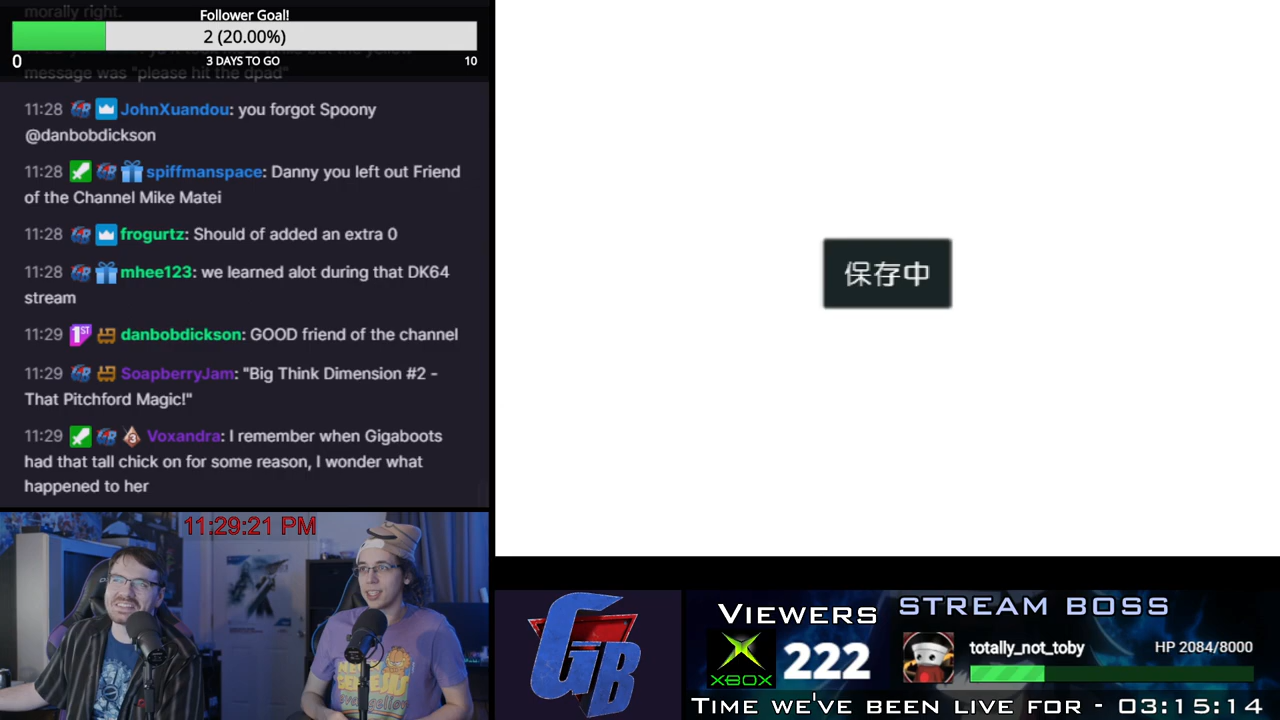 morally right.
Follower Goal!
2 (20.00%)
0
3 DAYS TO GO
10
message was "please hit the dpad"
11:28 JohnXuandou: you forgot Spoony
@danbobdickson
11:28 spiffmanspace: Danny you left out Friend
of the Channel Mike Matei
11:28 frogurtz: Should of added an extra 0
11:28 mhee123: we learned alot during that DK64
stream
11:29 1ST danbobdickson: GOOD friend of the channel
11:29 SoapberryJam: "Big Think Dimension #2 -
That Pitchford Magic!"
11:29 3 Voxandra: I remember when Gigaboots
had that tall chick on for some reason, I wonder what
happened to her
11:29:21 PM
保存中
GB
VIEWERS
XBOX
222
STREAM BOSS
totally_not_toby
HP 2084/8000
TIME WE'VE BEEN LIVE FOR - 03:15:14